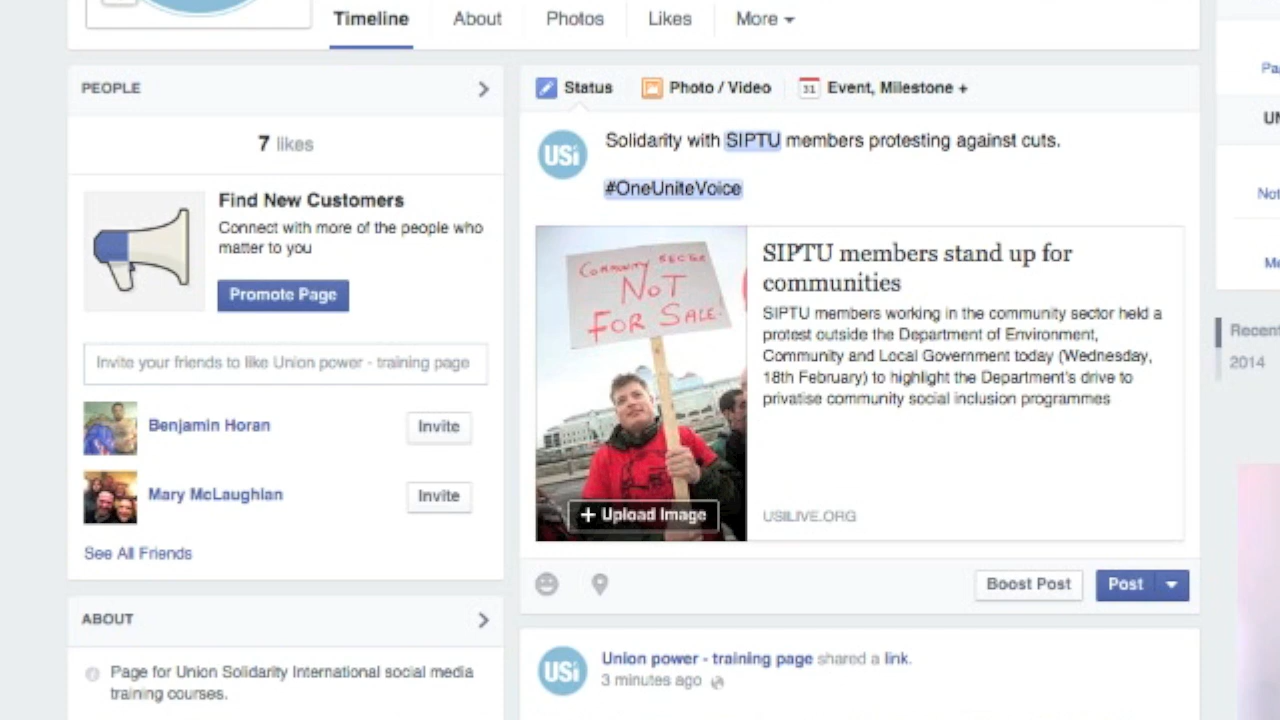 Timeline
About
Photos
Likes
More
PEOPLE
7 likes
Find New Customers
Connect with more of the people who
matter to you
Promote Page
Invite your friends to like Union power - training page
Benjamin Horan
Invite
Mary McLaughlan
Invite
See All Friends
ABOUT
Page for Union Solidarity International social media
training courses.
Status
Photo / Video
31
Event, Milestone +
USi
Solidarity with SIPTU members protesting against cuts.
#OneUniteVoice
COMMUNITY SECTOR
NOT
FOR SALE!
+ Upload Image
SIPTU members stand up for
communities
SIPTU members working in the community sector held a
protest outside the Department of Environment,
Community and Local Government today (Wednesday,
18th February) to highlight the Department's drive to
privatise community social inclusion programmes
USILIVE.ORG
Boost Post
Post
USi
Union power - training page shared a link.
3 minutes ago
Recent
2014